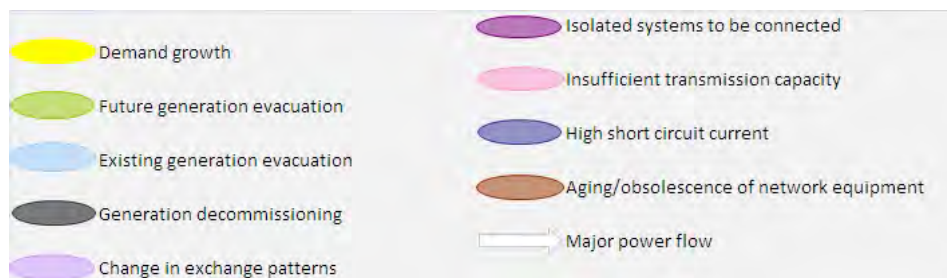 Demand growth
Future generation evacuation
Existing generation evacuation
Generation decommissioning
Change in exchange patterns
Isolated systems to be connected
Insufficient transmission capacity
High short circuit current
Aging/obsolescence of network equipment
Major power flow